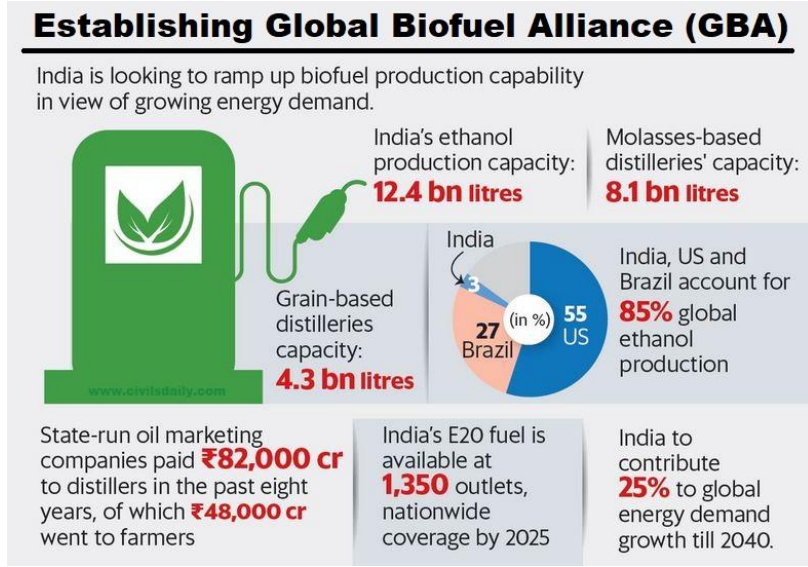 Establishing Global Biofuel Alliance (GBA)
India is looking to ramp up biofuel production capability
in view of growing energy demand.
India's ethanol
production capacity:
12.4 bn litres
Molasses-based
distilleries' capacity:
8.1 bn litres
Grain-based
distilleries
capacity:
4.3 bn litres
India
3
(in %)
55
US
27
Brazil
India, US and
Brazil account for
85% global
ethanol
production
www.civilsdaily.com
State-run oil marketing
companies paid ₹82,000 cr
to distillers in the past eight
years, of which ₹48,000 cr
went to farmers
India's E20 fuel is
available at
1,350 outlets,
nationwide
coverage by 2025
India to
contribute
25% to global
energy demand
growth till 2040.